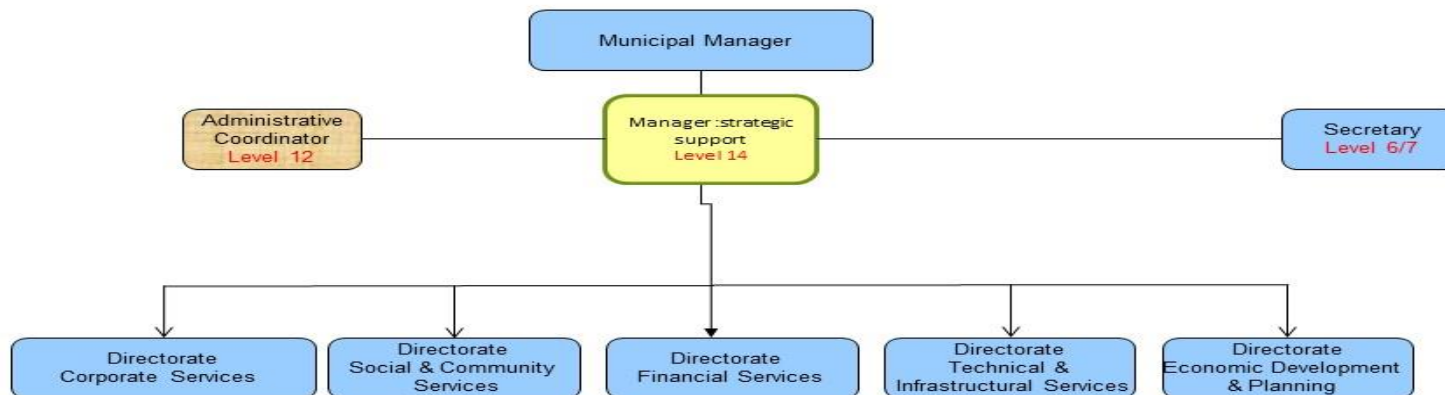 Municipal Manager
Administrative
Coordinator
Level 12
Manager :strategic
support
Level 14
Secretary
Level 6/7
Directorate
Corporate Services
Directorate
Social & Community
Services
Directorate
Financial Services
Directorate
Technical &
Infrastructural Services
Directorate
Economic Development
& Planning